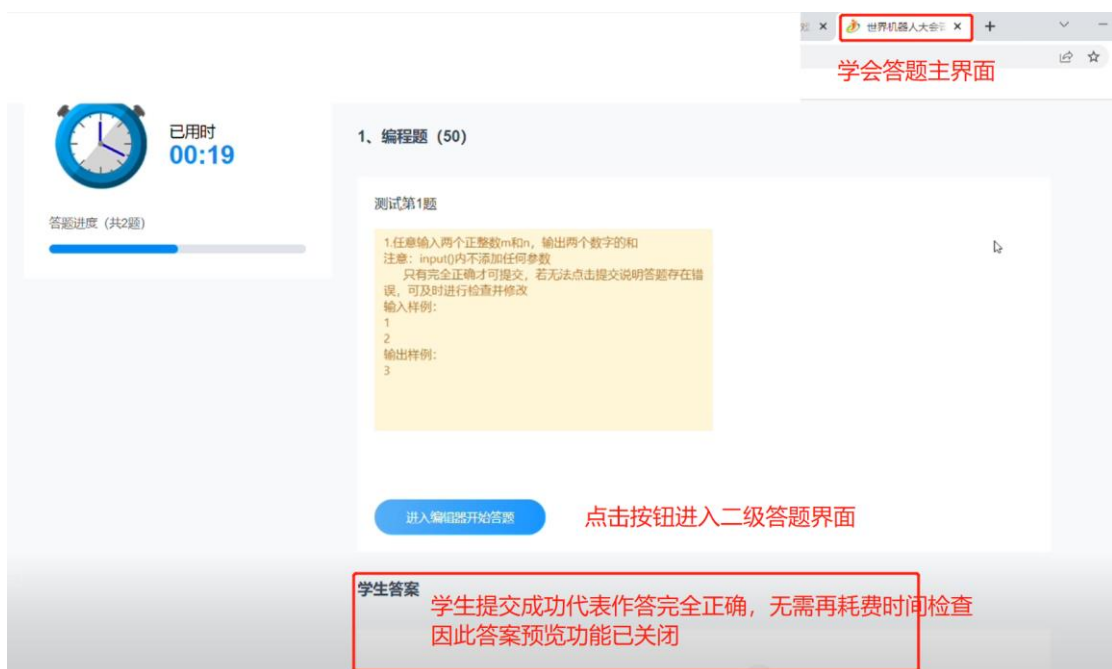 世界机器人大会
学会答题主界面
已用时
00:19
答题进度（共2题）
1、编程题（50）
测试第1题
1.任意输入两个正整数m和n，输出两个数字的和
注意：input()内不添加任何参数
只有完全正确才可提交，若无法点击提交说明答题存在错
误，可及时进行检查并修改
输入样例：
1
2
输出样例：
3
进入编辑器开始答题
点击按钮进入二级答题界面
学生答案
学生提交成功代表作答完全正确，无需再耗费时间检查
因此答案预览功能已关闭